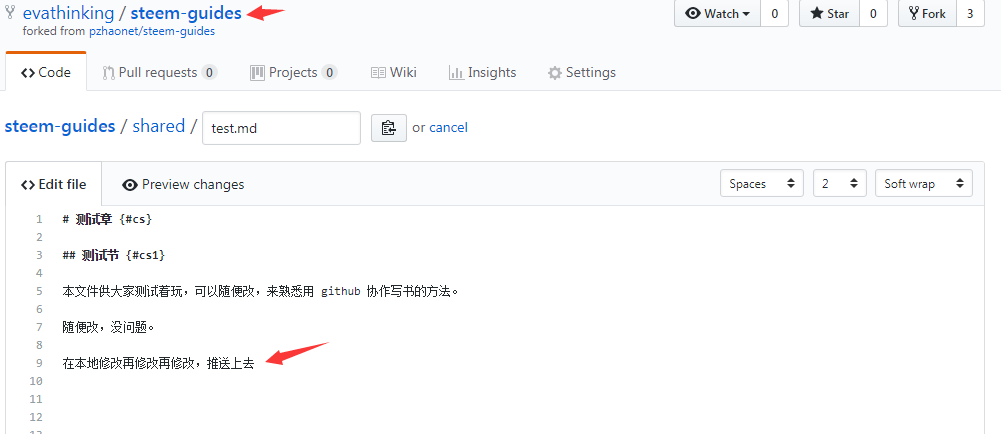 evathinking / steem-guides
forked from pzhaonet/steem-guides
Watch 0 Star 0 Fork 3
Code Pull requests 0 Projects 0 Wiki Insights Settings
steem-guides / shared / test.md or cancel
Edit file Preview changes Spaces 2 Soft wrap
1 # 测试章 {#cs}
2
3 ## 测试节 {#cs1}
4
5 本文件供大家测试着玩，可以随便改，来熟悉用 github 协作写书的方法。
6
7 随便改，没问题。
8
9 在本地修改再修改再修改，推送上去
10
11
12